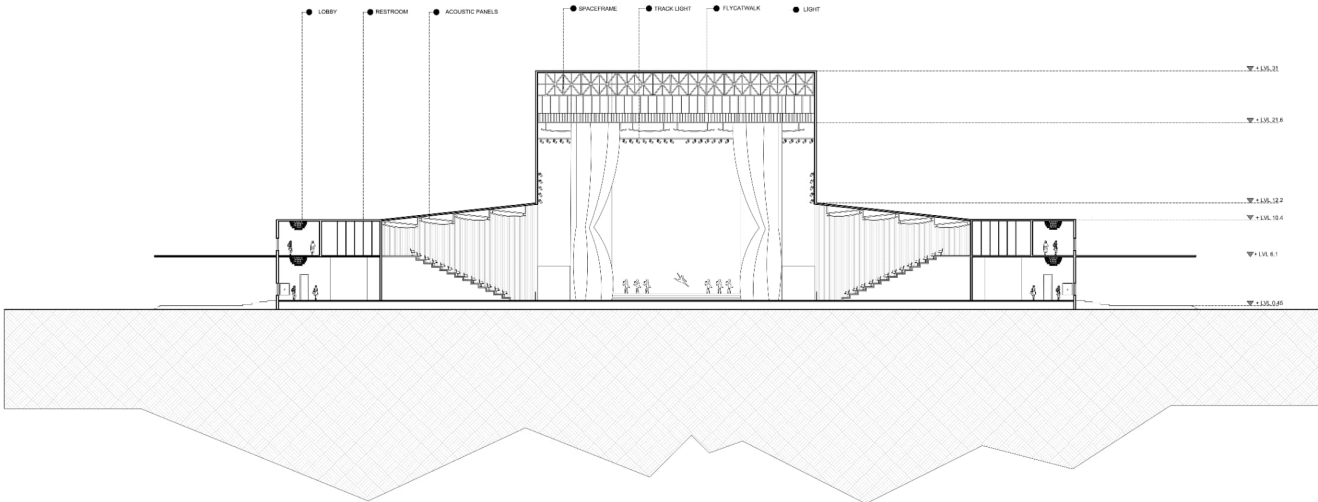 LOBBY
RESTROOM
ACOUSTIC PANELS
SPACEFRAME
TRACK LIGHT
FLYCATWALK
LIGHT
+ LVL 21
+ LVL 21.6
+ LVL 12.2
+ LVL 10.4
+ LVL 6.1
+ LVL 0.45